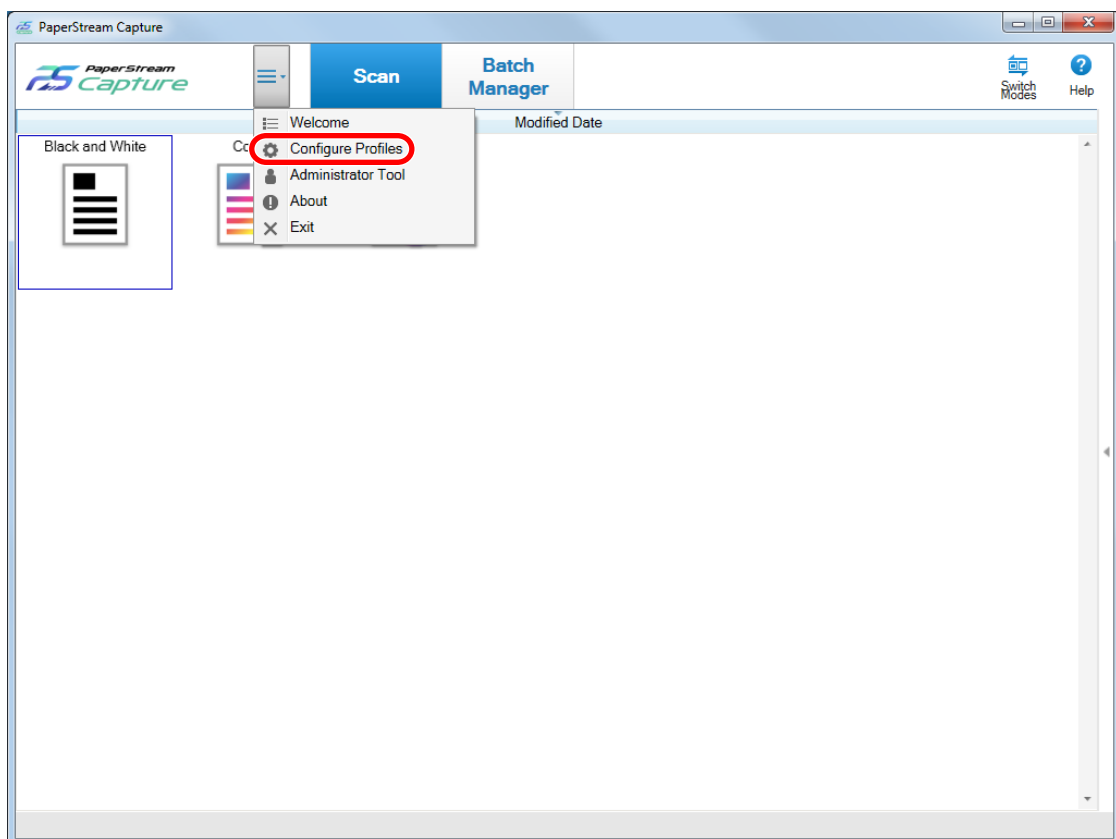 PaperStream Capture
PaperStream
Capture
Scan
Batch
Manager
Switch
Modes
Help
Modified Date
Welcome
Configure Profiles
Administrator Tool
About
Exit
Black and White
Co